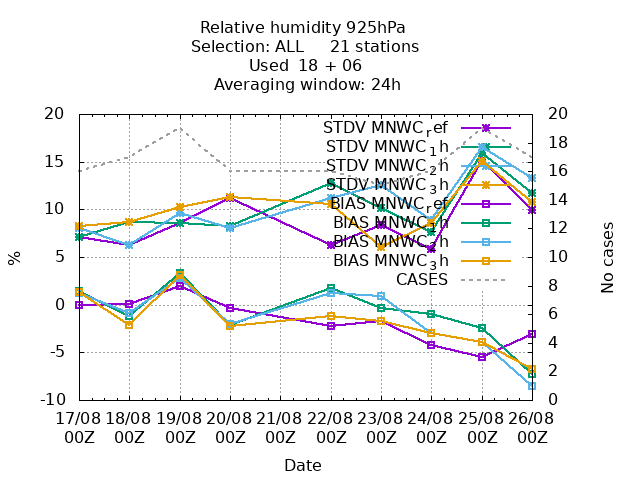 Relative humidity 925hPa
Selection: ALL     21 stations
Used  18 + 06
Averaging window: 24h
STDV MNWC_ref
STDV MNWC_1h
STDV MNWC_2h
STDV MNWC_3h
BIAS MNWC_ref
BIAS MNWC_1h
BIAS MNWC_2h
BIAS MNWC_3h
CASES
20
15
10
5
0
-5
-10
%
20
18
16
14
12
10
8
6
4
2
0
No cases
17/08 18/08 19/08 20/08 21/08 22/08 23/08 24/08 25/08 26/08
00Z 00Z 00Z 00Z 00Z 00Z 00Z 00Z 00Z 00Z
Date